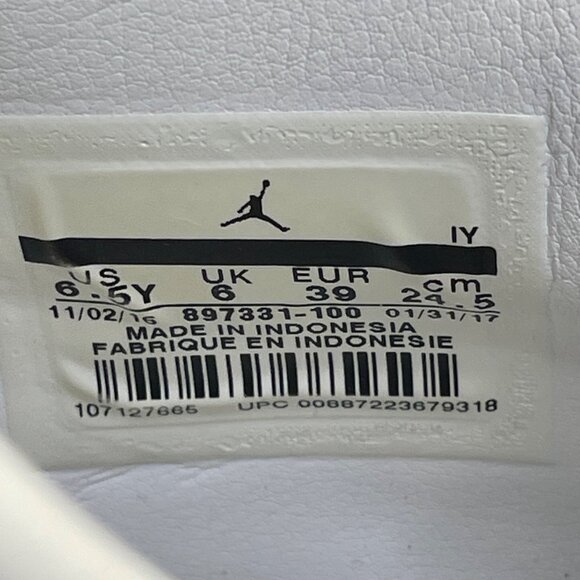 IY
US UK EUR cm
6.5Y 6 39 24.5
11/02/16 897331-100 01/31/17
MADE IN INDONESIA
FABRIQUE EN INDONESIE
107127665 UPC 00887223679318